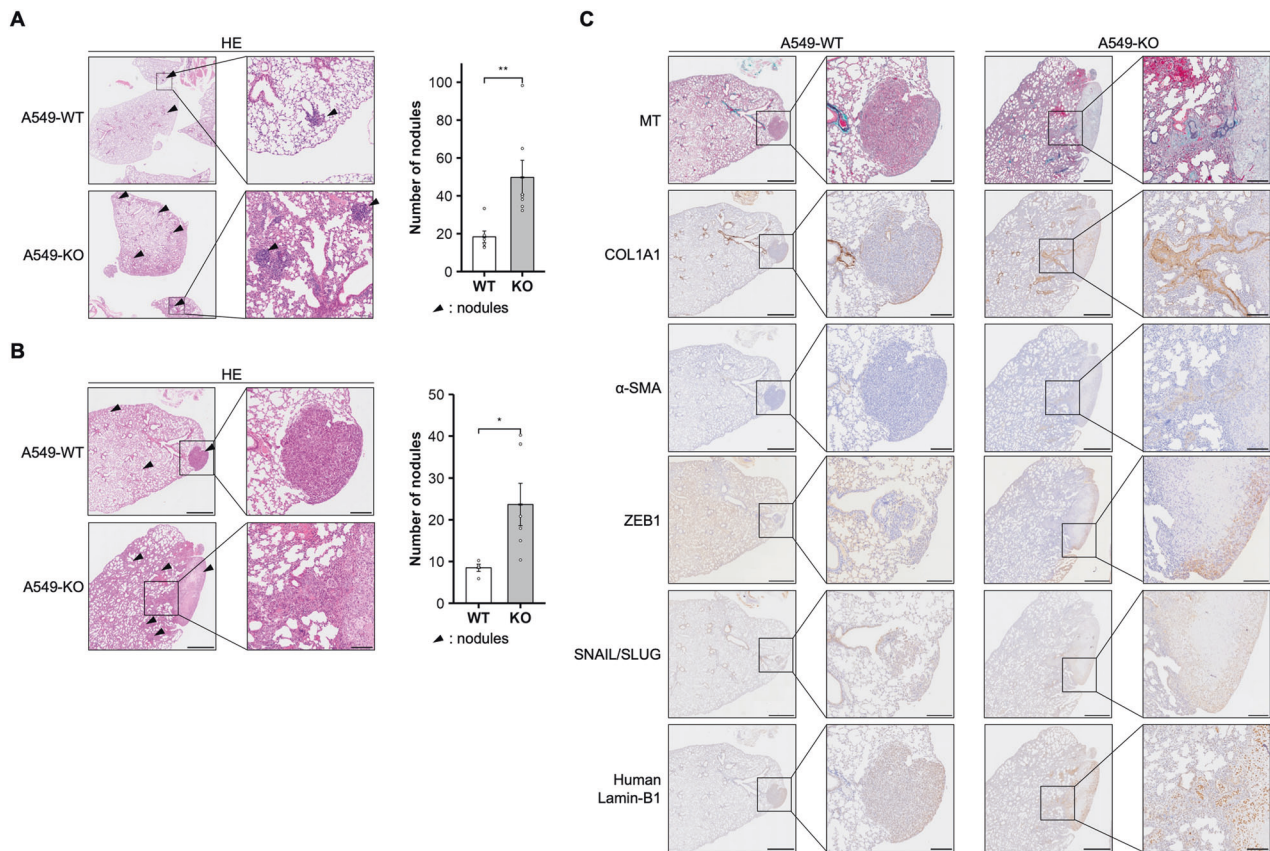 A
HE
A549-WT
A549-KO
Number of nodules
100
80
60
40
20
0
**
WT KO
: nodules
B
HE
A549-WT
A549-KO
Number of nodules
50
40
30
20
10
0
*
WT KO
: nodules
C
A549-WT A549-KO
MT
COL1A1
α-SMA
ZEB1
SNAIL/SLUG
Human
Lamin-B1